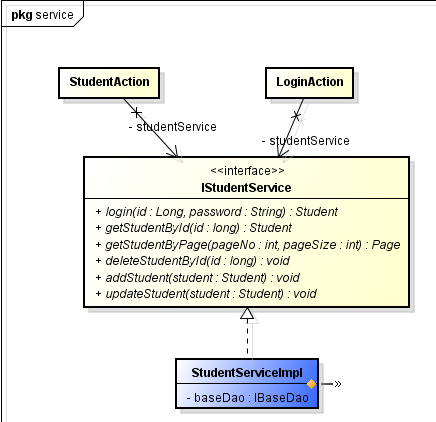 pkg service
StudentAction
LoginAction
- studentService
- studentService
<<interface>>
IStudentService
+ login(id : Long, password : String) : Student
+ getStudentById(id : long) : Student
+ getStudentByPage(pageNo : int, pageSize : int) : Page
+ deleteStudentById(id : long) : void
+ addStudent(student : Student) : void
+ updateStudent(student : Student) : void
StudentServiceImpl
- baseDao : IBaseDao